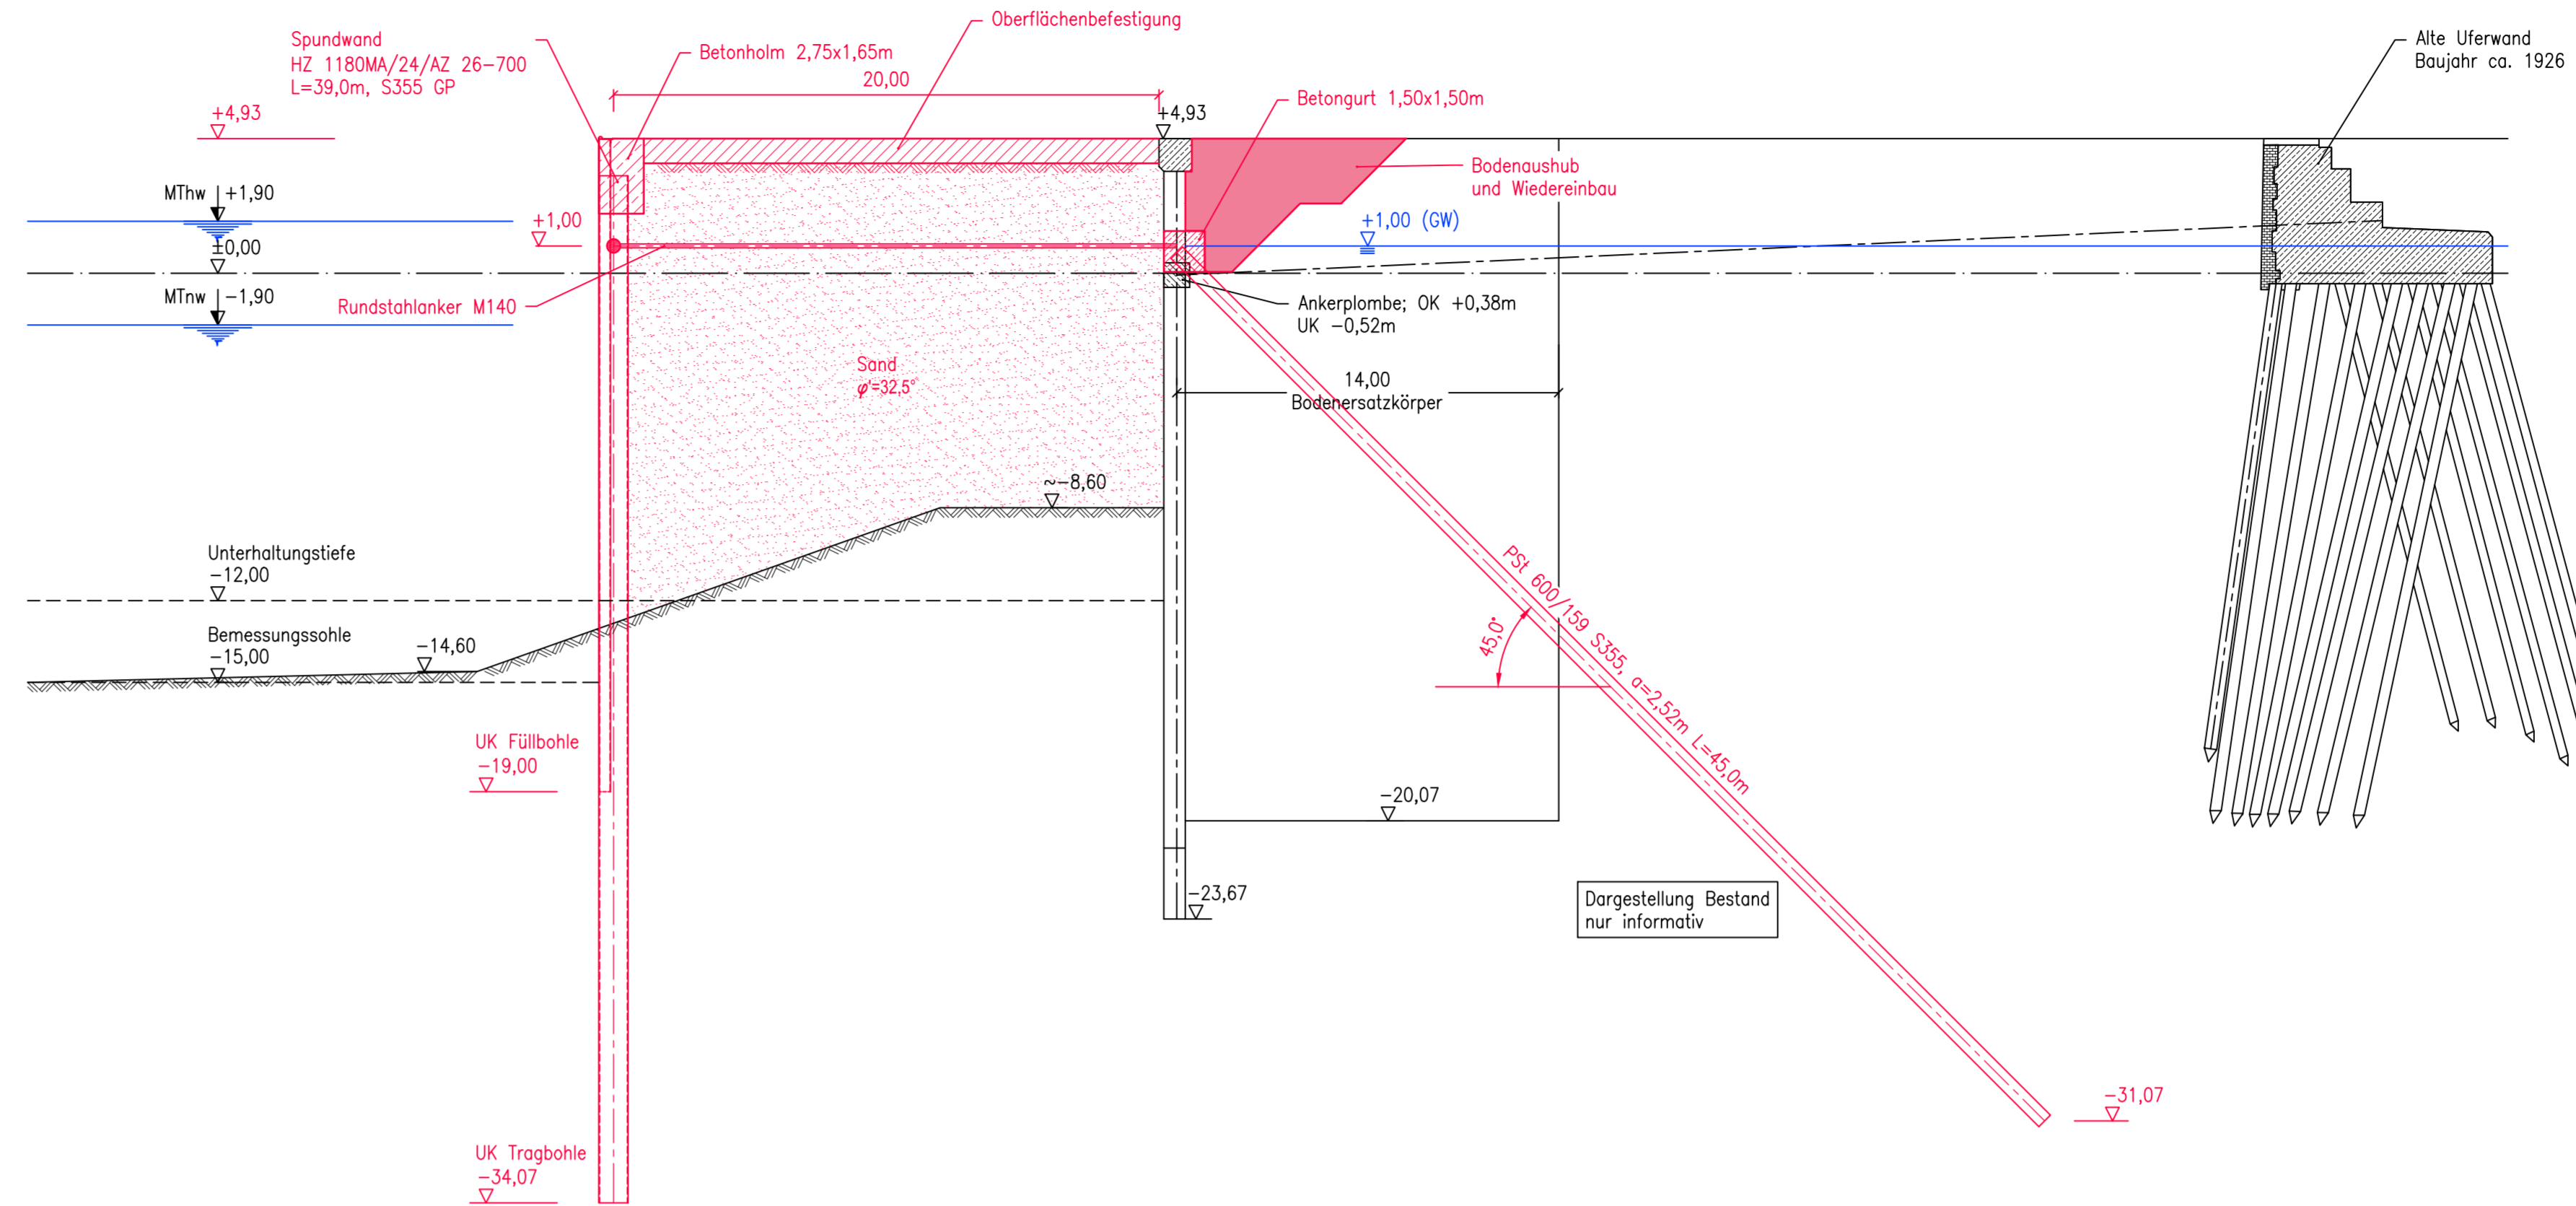 Oberflächenbefestigung
Spundwand
HZ 1180MA/24/AZ 26-700
L=39,0m, S355 GP
Betonholm 2,75x1,65m
20,00
Alte Uferwand
Baujahr ca. 1926
+4,93
+4,93
Betongurt 1,50x1,50m
Bodenaushub
und Wiedereinbau
MThw +1,90
+1,00
+1,00 (GW)
±0,00
MTnw -1,90
Rundstahlanker M140
Ankerplombe; OK +0,38m
UK -0,52m
Sand
φ'=32,5°
14,00
Bodenersatzkörper
~-8,60
Unterhaltungstiefe
-12,00
Bemessungssohle
-15,00
-14,60
45,0°
PSt 600/159 S355, a=2,52m L=45,0m
UK Füllbohle
-19,00
-20,07
-23,67
Dargestellung Bestand
nur informativ
-31,07
UK Tragbohle
-34,07